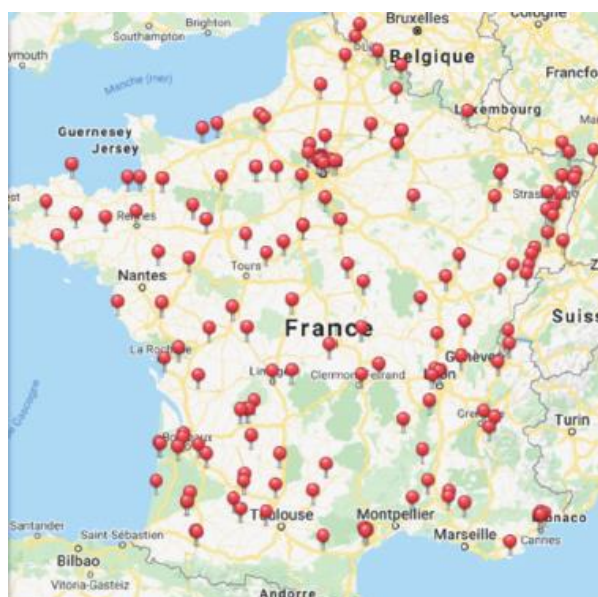 Bruxelles
Cologne
Brighton
Southampton
Belgique
Manche (mer)
Francfo
Luxembourg
Guernesey
Jersey
Strasbourg
Rennes
Nantes
Tours
Suiss
France
La Rochelle
Genève
Limoges
Clermont-Ferrand
Lyon
Grenoble
Turin
Bordeaux
Toulouse
Montpellier
Monaco
Santander
Saint-Sébastien
Marseille
Cannes
Bilbao
Vitoria-Gasteiz
Andorre